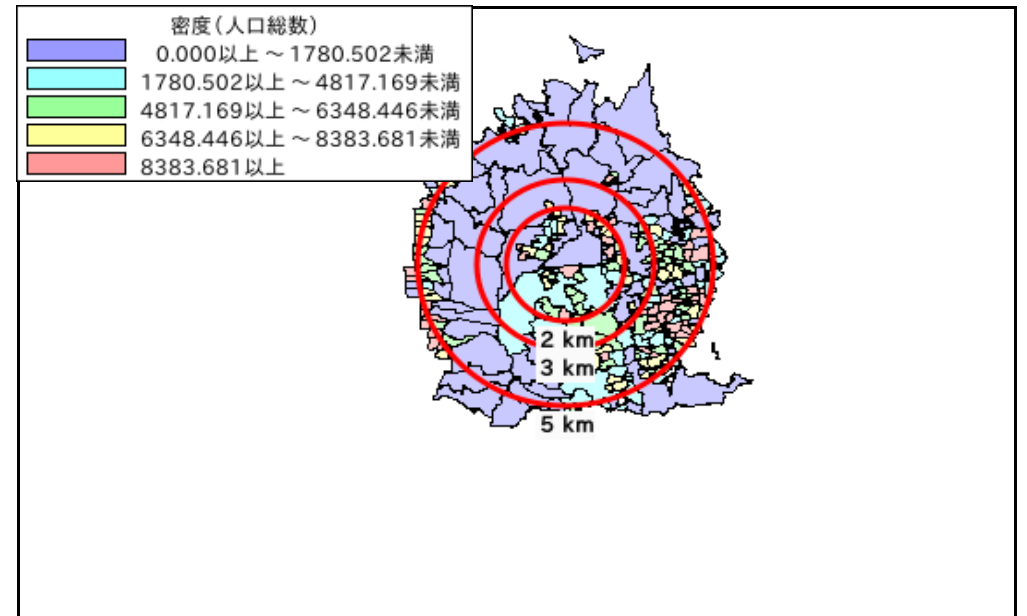 密度(人口総数)
0.000以上 ~ 1780.502未満
1780.502以上 ~ 4817.169未満
4817.169以上 ~ 6348.446未満
6348.446以上 ~ 8383.681未満
8383.681以上
2 km
3 km
5 km